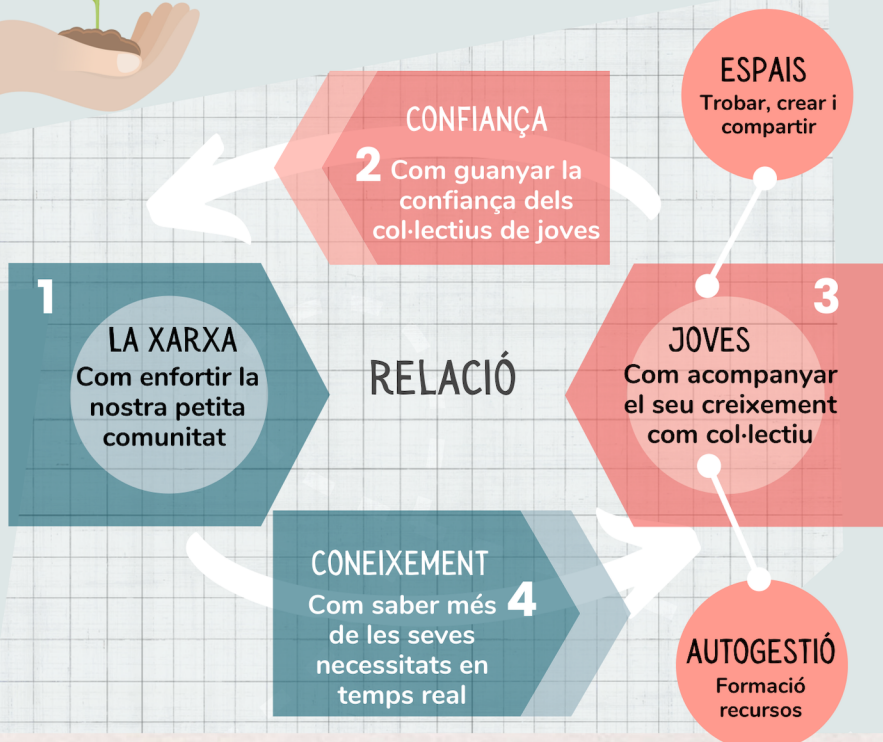 ESPAIS
Trobar, crear i
compartir
CONFIANÇA
2 Com guanyar la
confiança dels
col·lectius de joves
1
LA XARXA
Com enfortir la
nostra petita
comunitat
RELACIÓ
3
JOVES
Com acompanyar
el seu creixement
com col·lectiu
CONEIXEMENT
Com saber més 4
de les seves
necessitats en
temps real
AUTOGESTIÓ
Formació
recursos